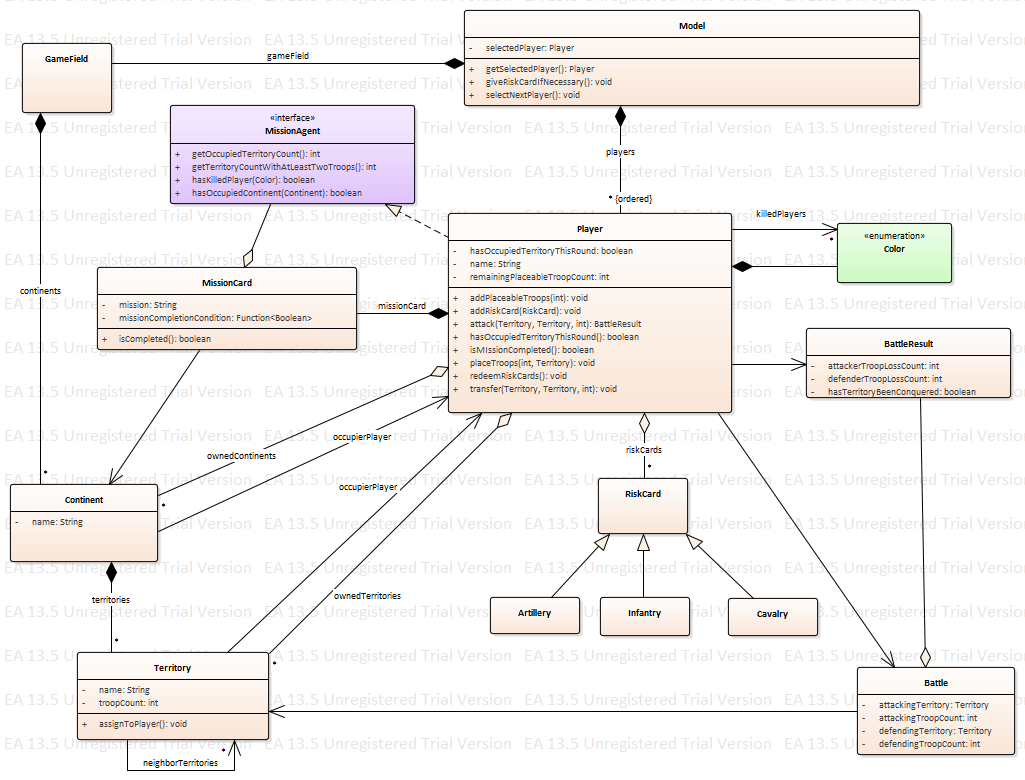 EA 13.5 Unregistered Trial Version
Model
- selectedPlayer: Player
+ getSelectedPlayer(): Player
+ giveRiskCardIfNecessary(): void
+ selectNextPlayer(): void
GameField
gameField
«interface»
MissionAgent
+ getOccupiedTerritoryCount(): int
+ getTerritoryCountWithAtLeastTwoTroops(): int
+ hasKilledPlayer(Color): boolean
+ hasOccupiedContinent(Continent): boolean
players
* {ordered}
killedPlayers
*
«enumeration»
Color
Player
- hasOccupiedTerritoryThisRound: boolean
- name: String
- remainingPlaceableTroopCount: int
+ addPlaceableTroops(int): void
+ addRiskCard(RiskCard): void
+ attack(Territory, Territory, int): BattleResult
+ hasOccupiedTerritoryThisRound(): boolean
+ isMIssionCompleted(): boolean
+ placeTroops(int, Territory): void
+ redeemRiskCards(): void
+ transfer(Territory, Territory, int): void
MissionCard
- mission: String
- missionCompletionCondition: Function<Boolean>
+ isCompleted(): boolean
missionCard
continents
*
BattleResult
- attackerTroopLossCount: int
- defenderTroopLossCount: int
- hasTerritoryBeenConquered: boolean
occupierPlayer
ownedContinents
*
riskCards
*
occupierPlayer
RiskCard
Continent
- name: String
ownedTerritories
*
territories
*
Artillery
Infantry
Cavalry
Territory
- name: String
- troopCount: int
+ assignToPlayer(): void
*
neighborTerritories
Battle
- attackingTerritory: Territory
- attackingTroopCount: int
- defendingTerritory: Territory
- defendingTroopCount: int